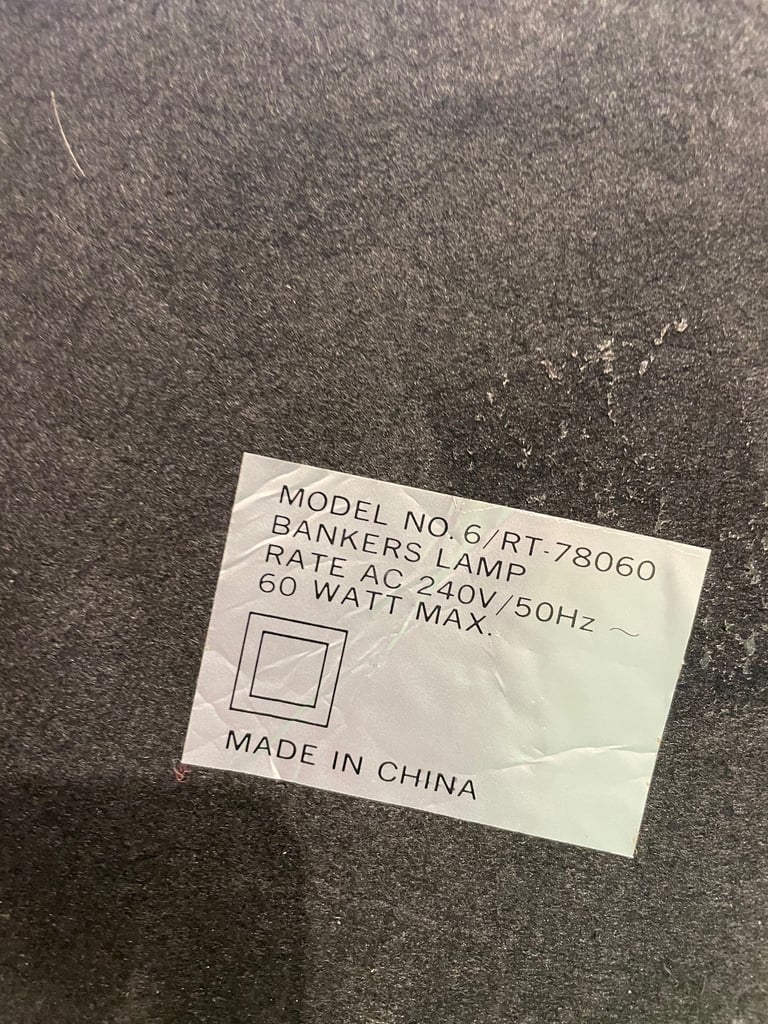 MODEL NO. 6/RT-78060
BANKERS LAMP
RATE AC 240V/50Hz ~
60 WATT MAX.
MADE IN CHINA